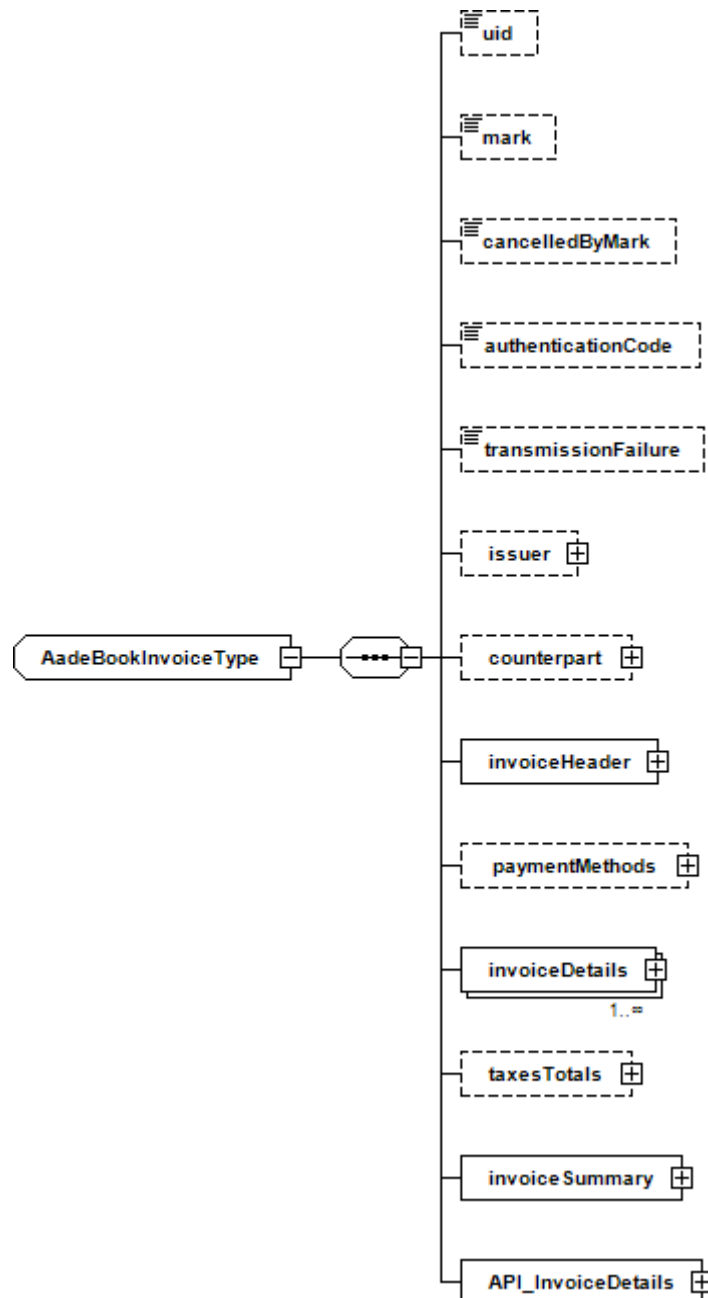 uid
mark
cancelledByMark
authenticationCode
transmissionFailure
issuer
AadeBookInvoiceType
counterpart
invoiceHeader
paymentMethods
invoiceDetails
1..∞
taxesTotals
invoiceSummary
API_InvoiceDetails